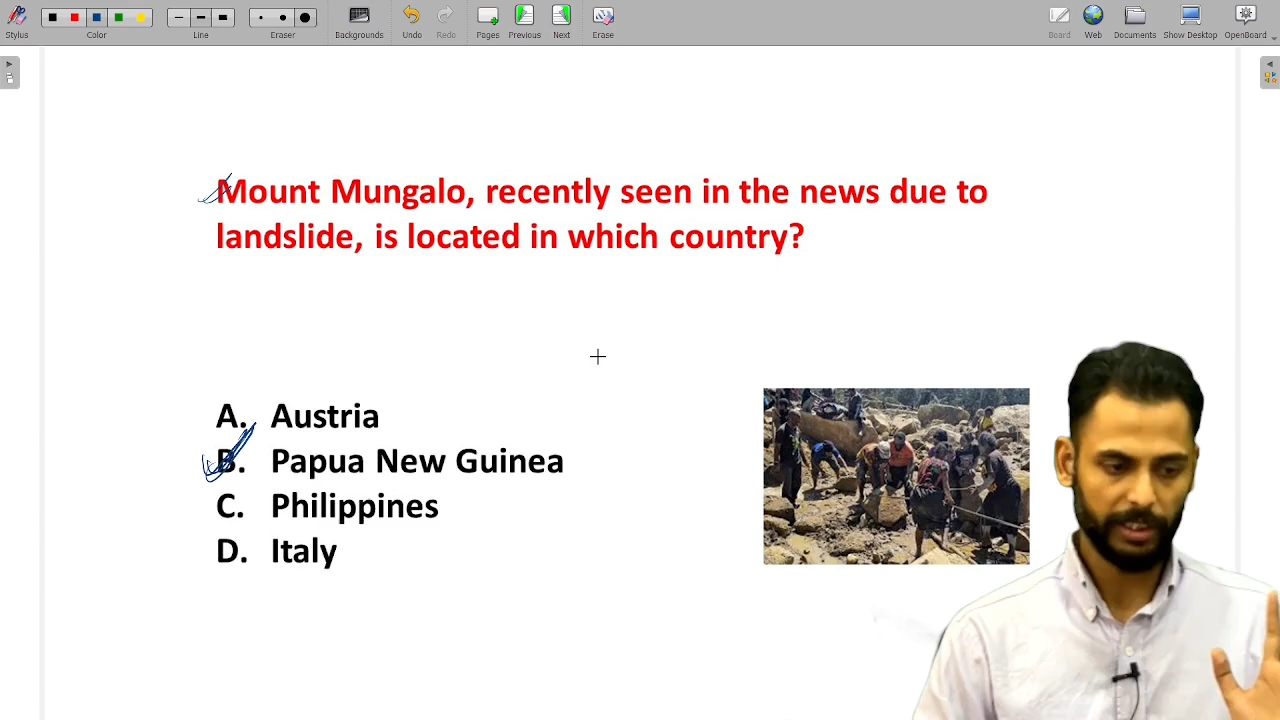 Stylus
Color
Line
Eraser
Backgrounds
Undo
Redo
Pages
Previous
Next
Erase
Board
Web
Documents
Show Desktop
OpenBoard
Mount Mungalo, recently seen in the news due to
landslide, is located in which country?
A. Austria
B. Papua New Guinea
C. Philippines
D. Italy